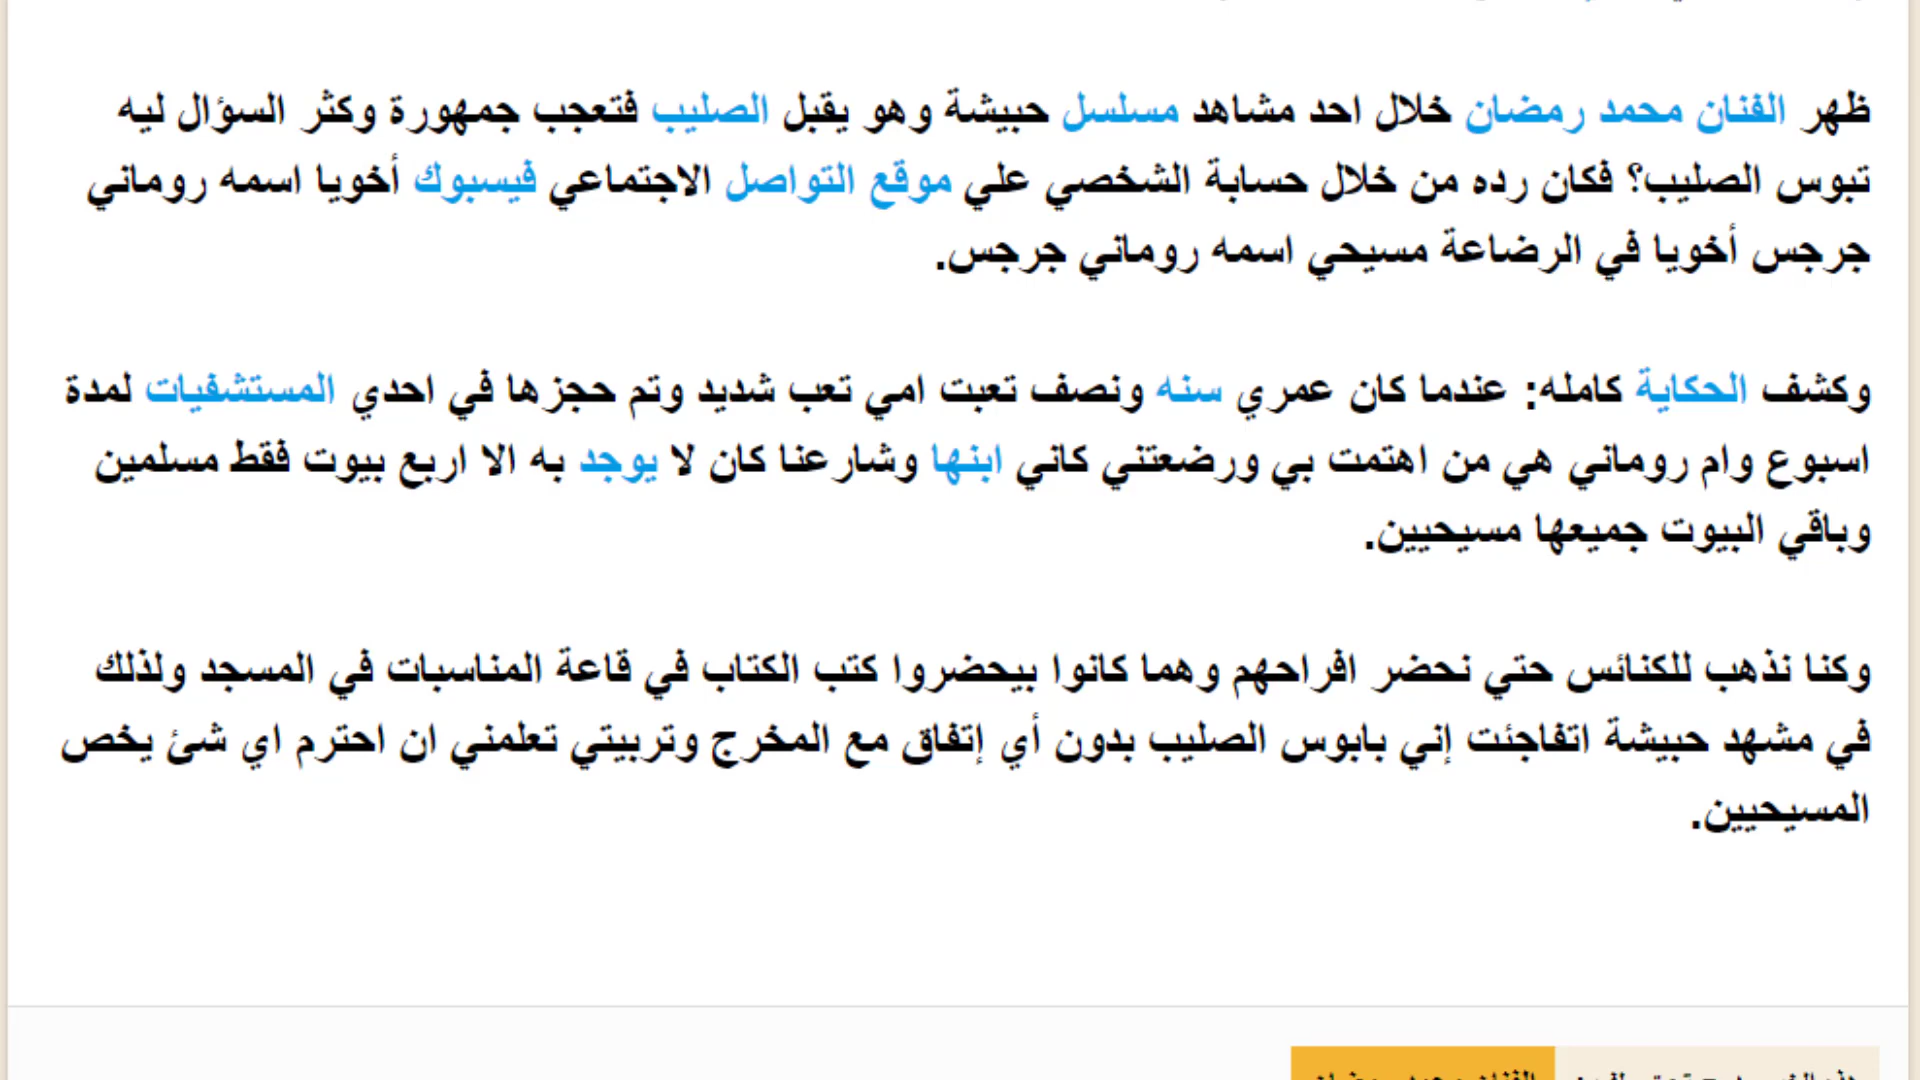 ظهر الفنان محمد رمضان خلال احد مشاهد مسلسل حبيشة وهو يقبل الصليب فتعجب جمهورة وكثر السؤال ليه
تبوس الصليب؟ فكان رده من خلال حسابة الشخصي علي موقع التواصل الاجتماعي فيسبوك أخويا اسمه روماني
جرجس أخويا في الرضاعة مسيحي اسمه روماني جرجس.
وكشف الحكاية كامله: عندما كان عمري سنه ونصف تعبت امي تعب شديد وتم حجزها في احدي المستشفيات لمدة
اسبوع وام روماني هي من اهتمت بي ورضعتني كاني ابنها وشارعنا كان لا يوجد به الا اربع بيوت فقط مسلمين
وباقي البيوت جميعها مسيحيين.
وكنا نذهب للكنائس حتي نحضر افراحهم وهما كانوا بيحضروا كتب الكتاب في قاعة المناسبات في المسجد ولذلك
في مشهد حبيشة اتفاجئت إني بابوس الصليب بدون أي إتفاق مع المخرج وتربيتي تعلمني ان احترم اي شئ يخص
المسيحيين.